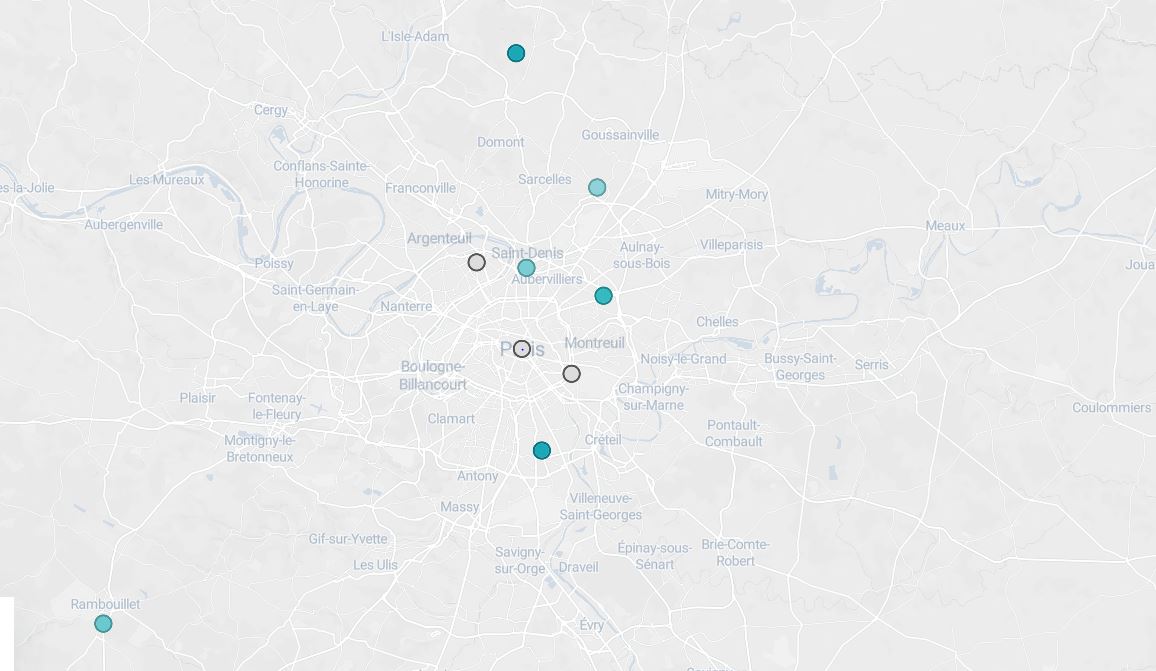 L'Isle-Adam
Cergy
Domont
Goussainville
Conflans-Sainte-
Honorine
Les Mureaux
es-la-Jolie
Franconville
Sarcelles
Mitry-Mory
Aubergenville
Meaux
Argenteuil
Saint-Denis
Aulnay-
sous-Bois
Villeparisis
Poissy
Joua
Aubervilliers
Saint-Germain-
en-Laye
Nanterre
Chelles
Paris
Montreuil
Noisy-le-Grand
Bussy-Saint-
Georges
Serris
Boulogne-
Billancourt
Champigny-
sur-Marne
Plaisir
Fontenay-
le-Fleury
Coulommiers
Clamart
Pontault-
Combault
Montigny-le-
Bretonneux
Créteil
Antony
Massy
Villeneuve-
Saint-Georges
Gif-sur-Yvette
Les Ulis
Savigny-
sur-Orge
Draveil
Épinay-sous-
Sénart
Brie-Comte-
Robert
Rambouillet
Évry